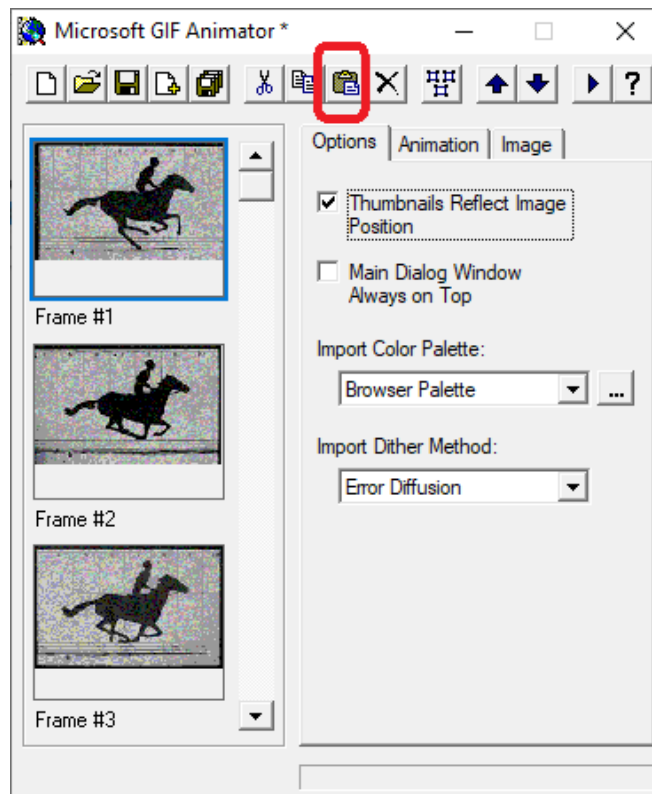 Microsoft GIF Animator *
Options Animation Image
Thumbnails Reflect Image
Position
Main Dialog Window
Always on Top
Import Color Palette:
Browser Palette
...
Import Dither Method:
Error Diffusion
Frame #1
Frame #2
Frame #3